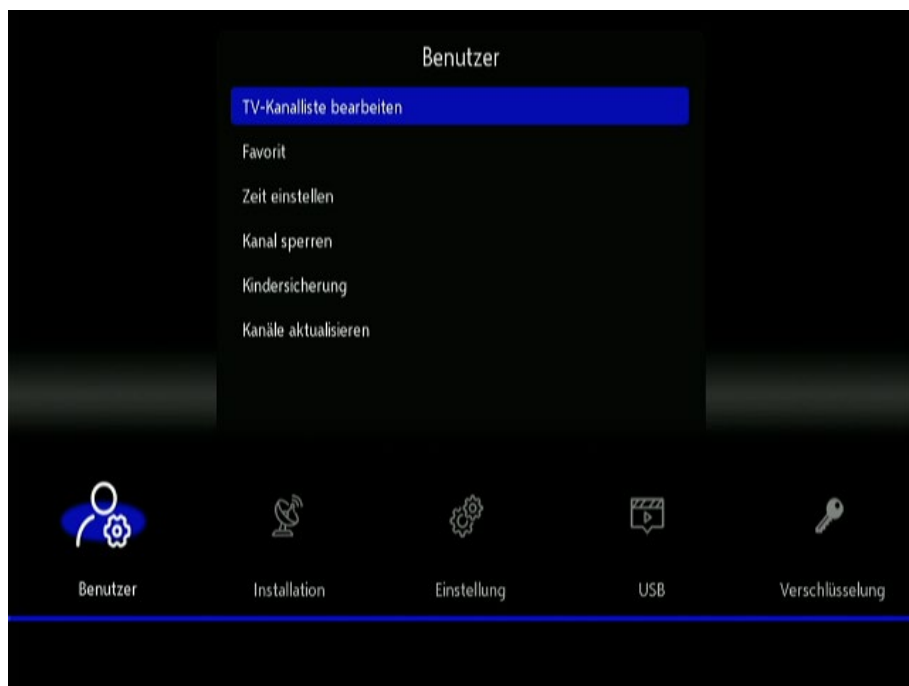 Benutzer
TV-Kanalliste bearbeiten
Favorit
Zeit einstellen
Kanal sperren
Kindersicherung
Kanäle aktualisieren
Benutzer
Installation
Einstellung
USB
Verschlüsselung